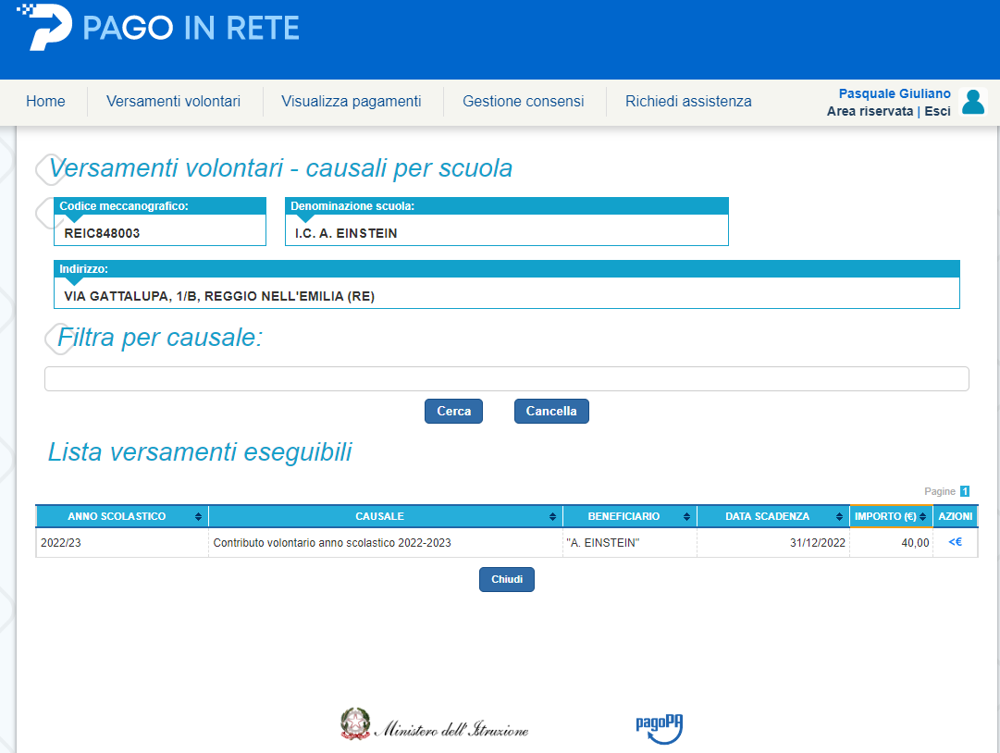 PAGO IN RETE
Home Versamenti volontari Visualizza pagamenti Gestione consensi Richiedi assistenza
Pasquale Giuliano
Area riservata | Esci
Versamenti volontari - causali per scuola
Codice meccanografico: Denominazione scuola:
REIC848003 I.C. A. EINSTEIN
Indirizzo:
VIA GATTALUPA, 1/B, REGGIO NELL'EMILIA (RE)
Filtra per causale:
Cerca Cancella
Lista versamenti eseguibili
Pagine 1
ANNO SCOLASTICO CAUSALE BENEFICIARIO DATA SCADENZA IMPORTO (€) AZIONI
2022/23 Contributo volontario anno scolastico 2022-2023 "A. EINSTEIN" 31/12/2022 40,00 <€
Chiudi
Ministero dell'Istruzione
pagoPA